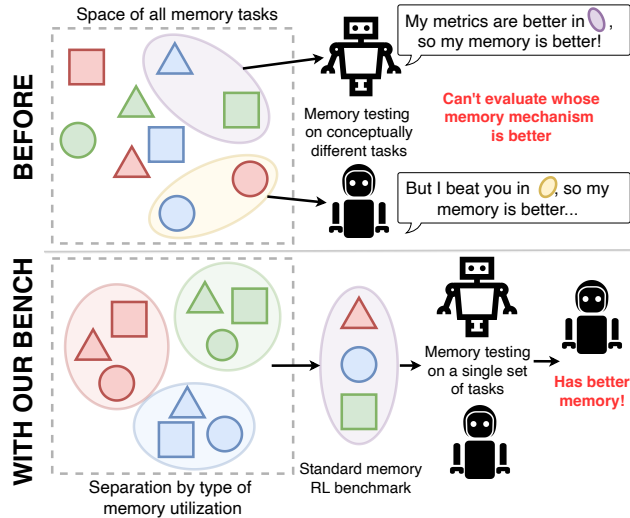 Space of all memory tasks
BEFORE
My metrics are better in ,
so my memory is better!
Memory testing
on conceptually
different tasks
Can't evaluate whose
memory mechanism
is better
But I beat you in , so my
memory is better...
WITH OUR BENCH
Memory testing
on a single set
of tasks
Has better
memory!
Standard memory
RL benchmark
Separation by type of
memory utilization